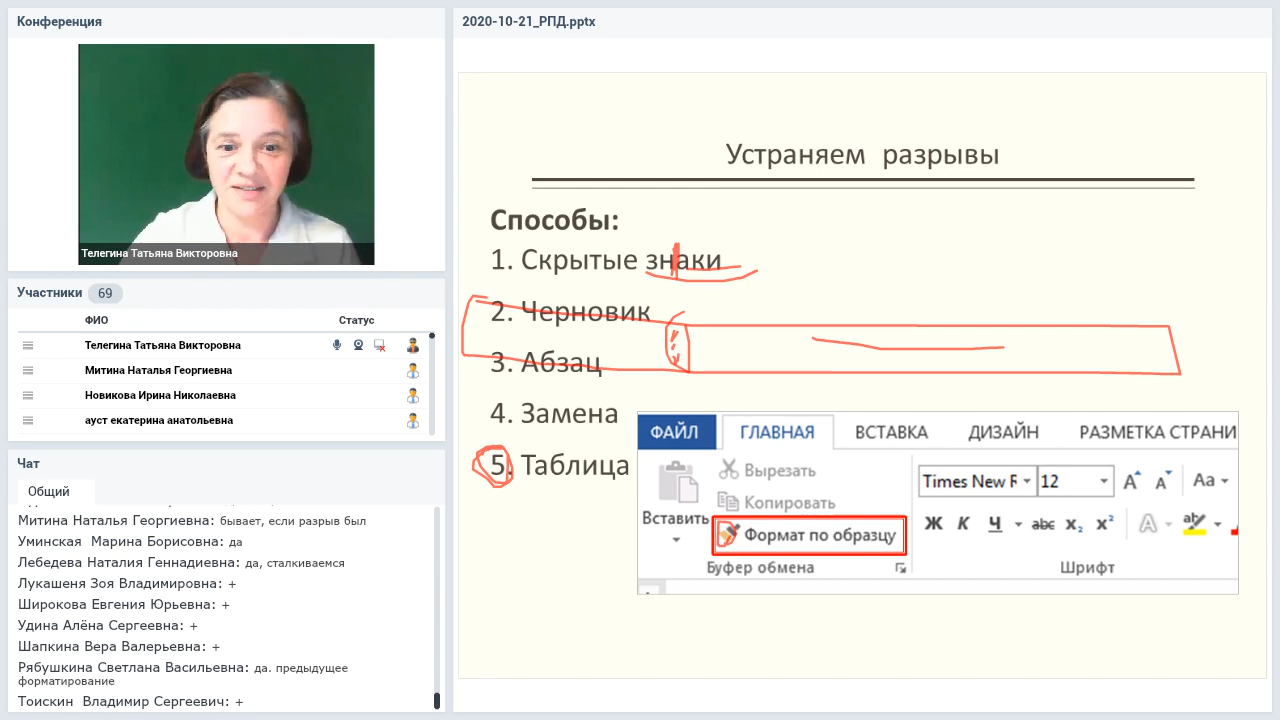 Конференция
Телегина Татьяна Викторовна
Участники 69
ФИО Статус
Телегина Татьяна Викторовна
Митина Наталья Георгиевна
Новикова Ирина Николаевна
ауст екатерина анатольевна
Чат
Общий
Митина Наталья Георгиевна: бывает, если разрыв был
Уминская Марина Борисовна: да
Лебедева Наталия Геннадиевна: да, сталкиваемся
Лукашеня Зоя Владимировна: +
Широкова Евгения Юрьевна: +
Удина Алёна Сергеевна: +
Шапкина Вера Валерьевна: +
Рябушкина Светлана Васильевна: да. предыдущее
форматирование
Тоискин Владимир Сергеевич: +
2020-10-21_РПД.pptx
Устраняем разрывы
Способы:
1. Скрытые знаки
2. Черновик
3. Абзац
4. Замена
5. Таблица
ФАЙЛ ГЛАВНАЯ ВСТАВКА ДИЗАЙН РАЗМЕТКА СТРАНИ
Вырезать
Копировать
Формат по образцу
Вставить
Буфер обмена
Times New F 12 А А Аа
Ж К Ч abc x₂ x² A aby
Шрифт